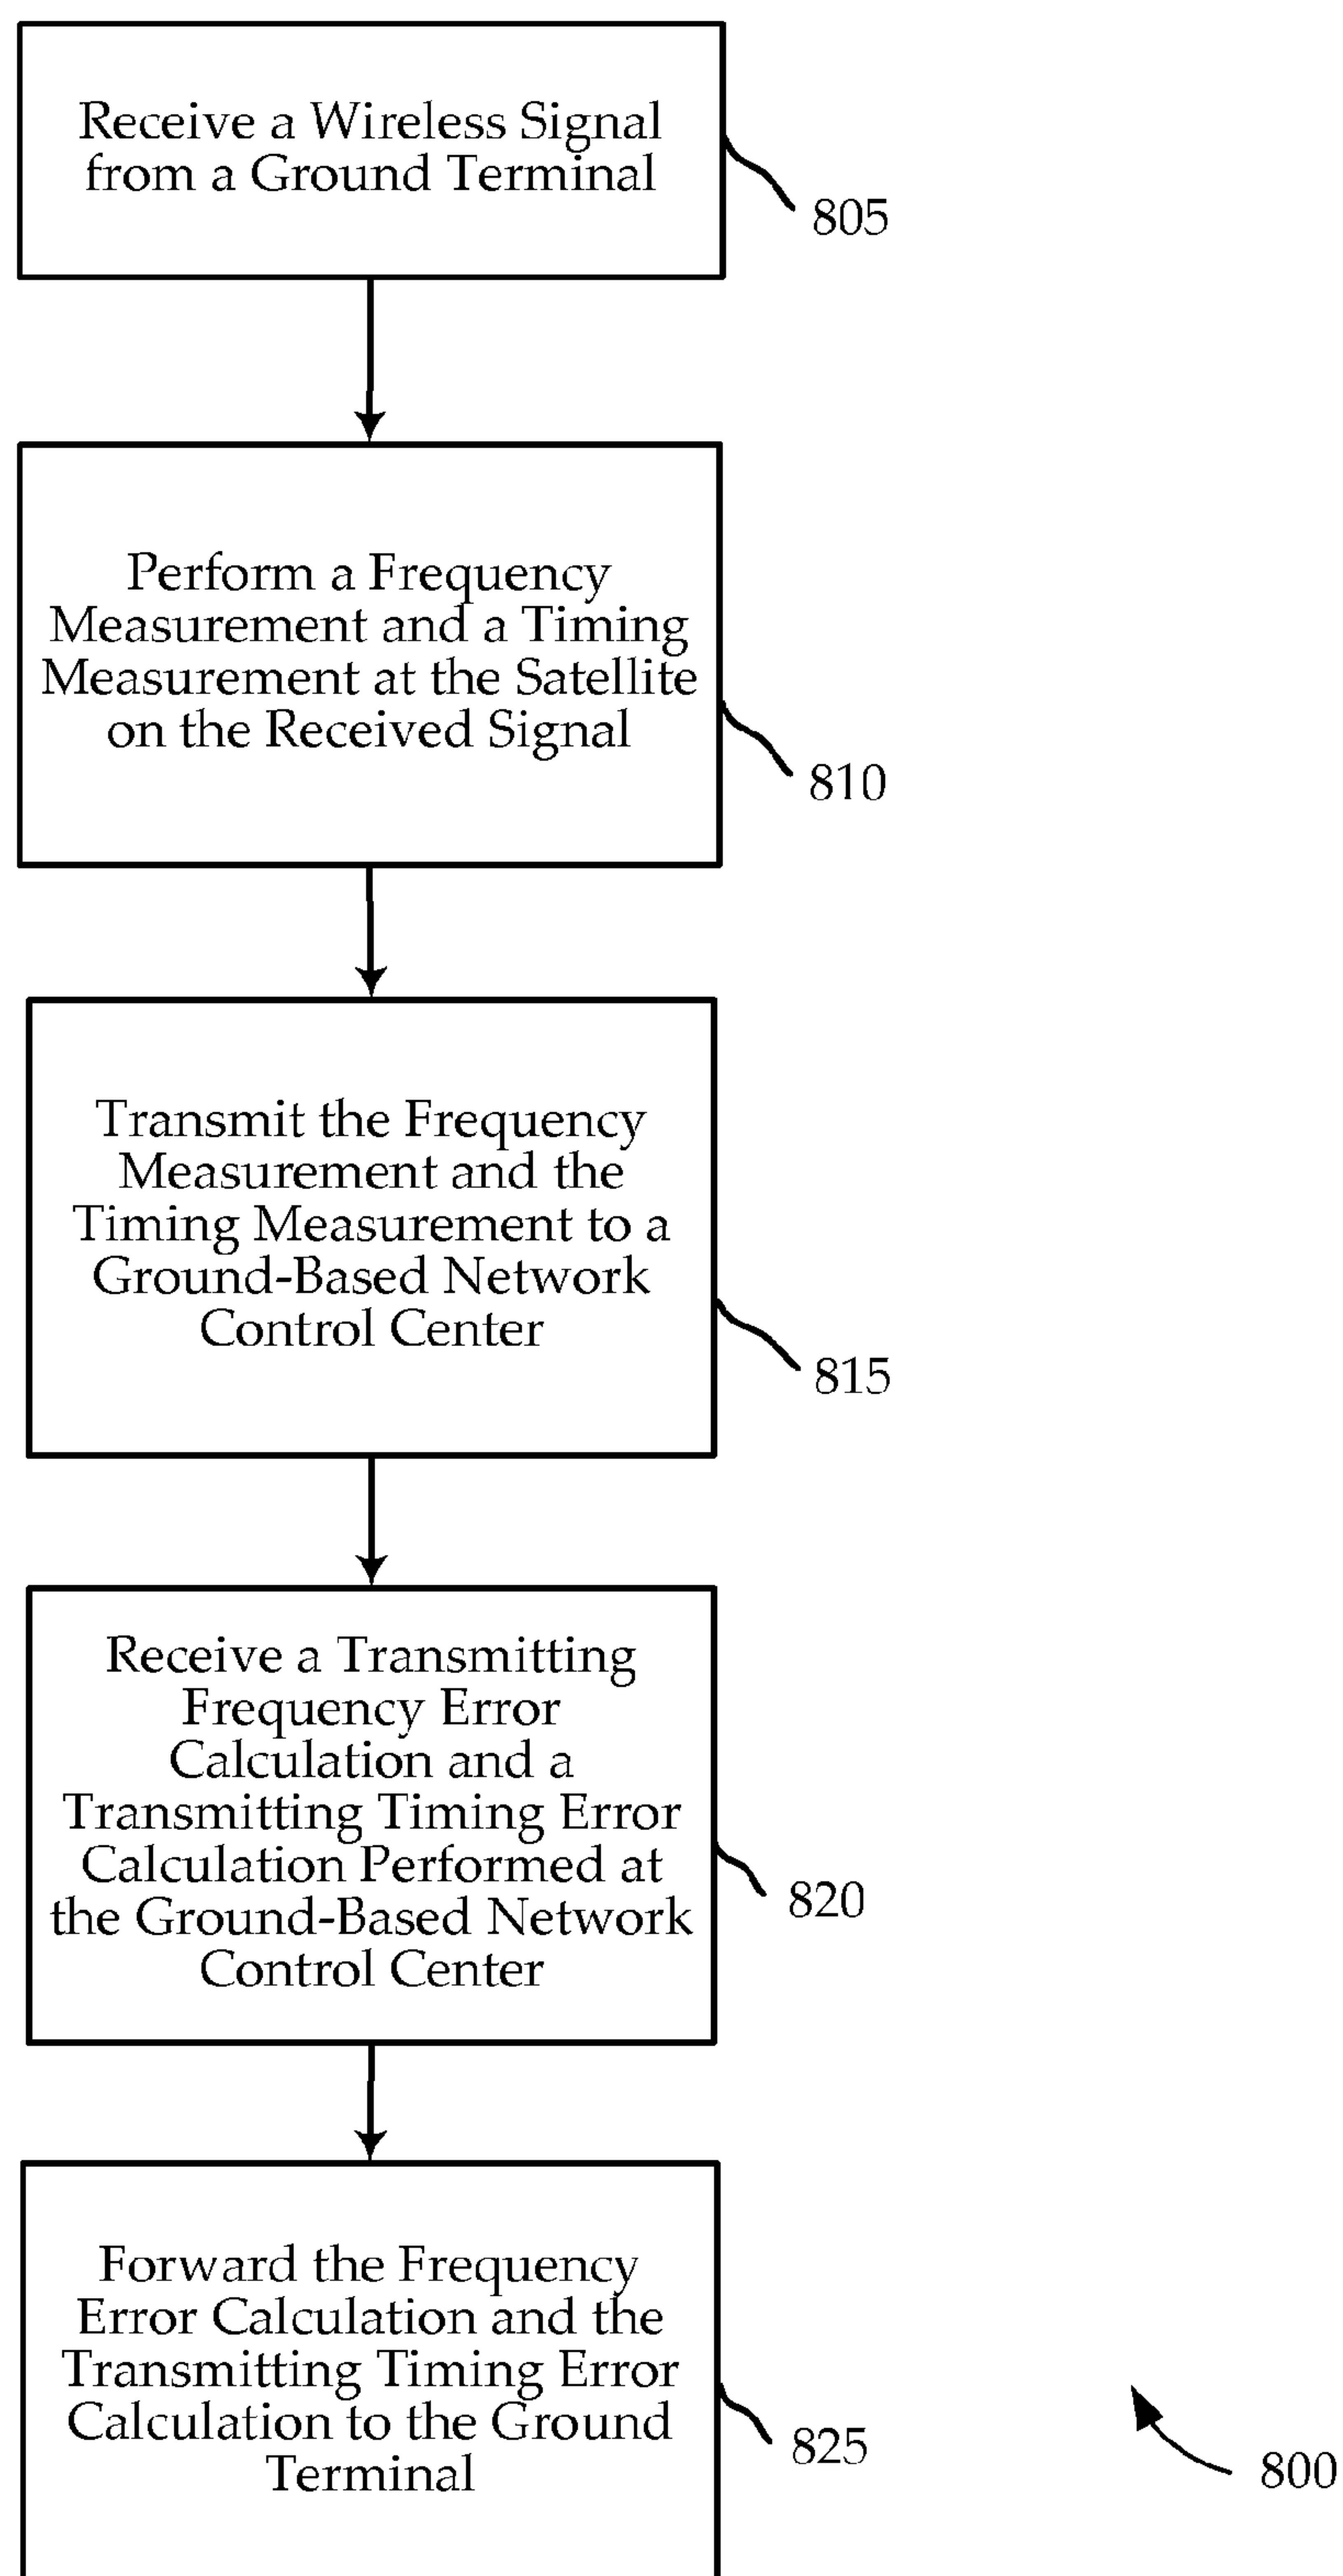 Receive a Wireless Signal
from a Ground Terminal
805
Perform a Frequency
Measurement and a Timing
Measurement at the Satellite
on the Received Signal
810
Transmit the Frequency
Measurement and the
Timing Measurement to a
Ground-Based Network
Control Center
815
Receive a Transmitting
Frequency Error
Calculation and a
Transmitting Timing Error
Calculation Performed at
the Ground-Based Network
Control Center
820
Forward the Frequency
Error Calculation and the
Transmitting Timing Error
Calculation to the Ground
Terminal
825
800